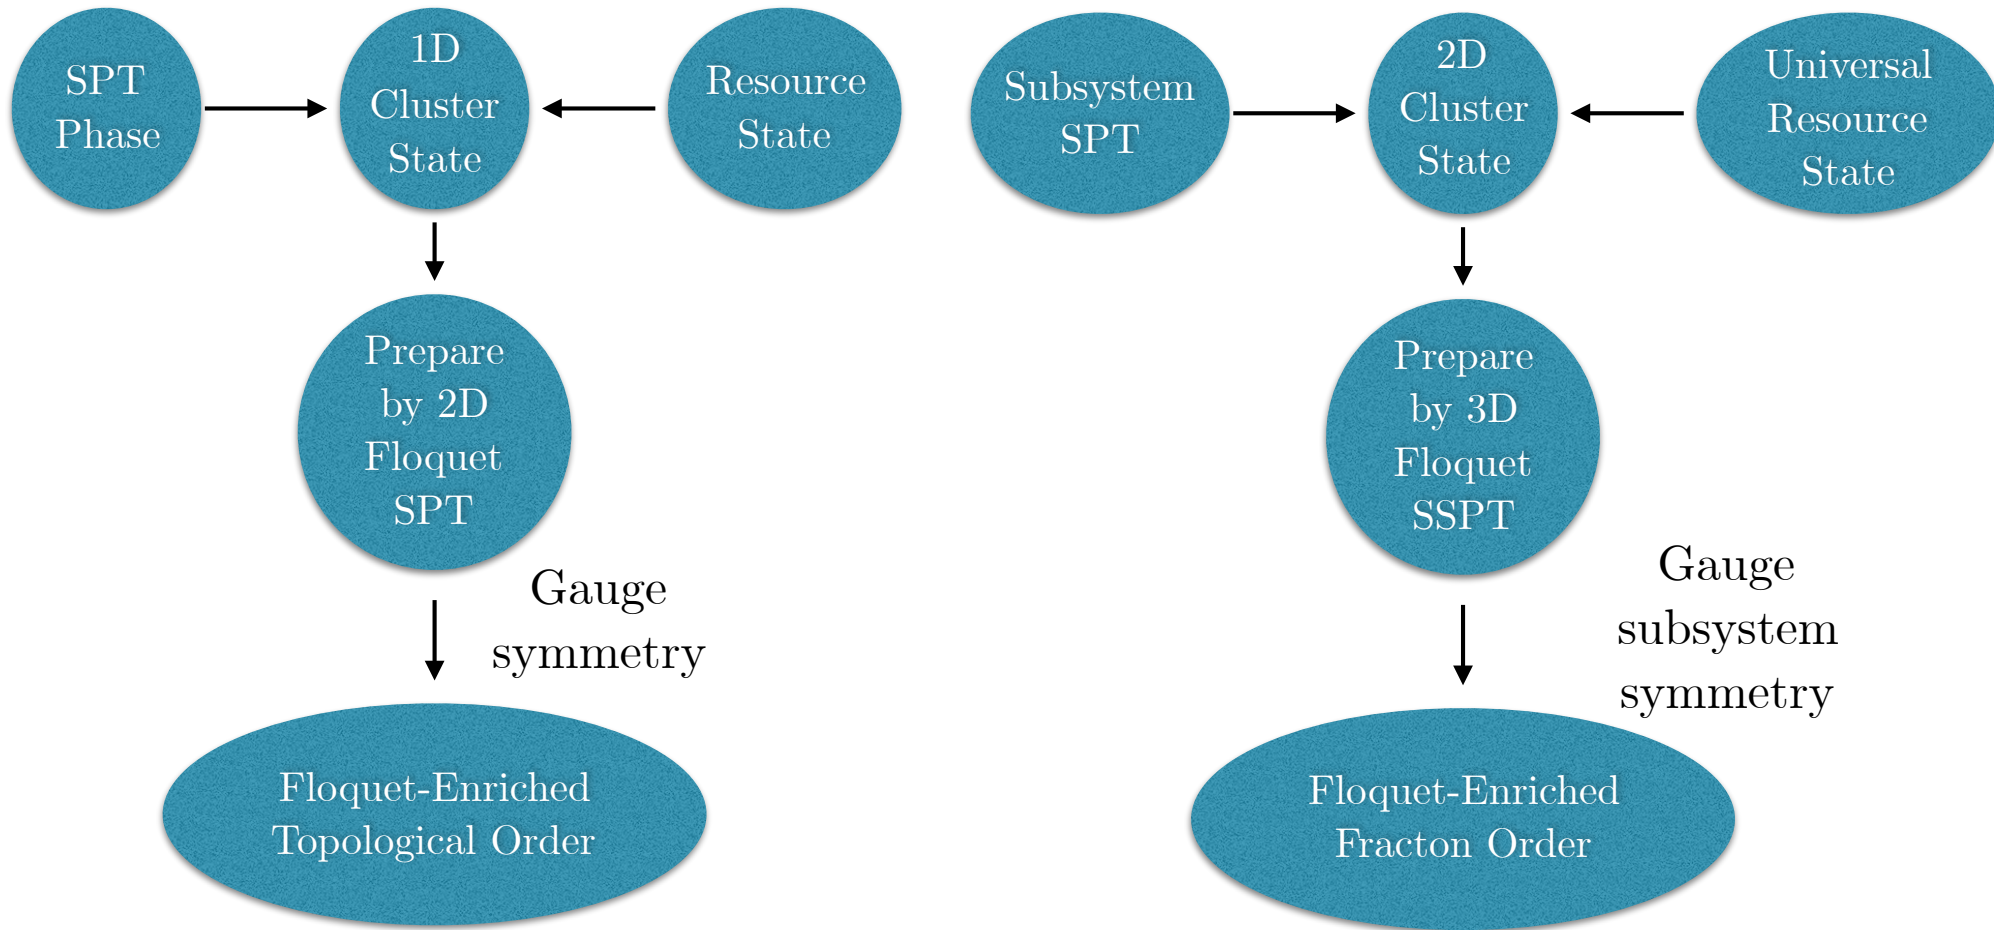 SPT
Phase
1D
Cluster
State
Resource
State
Prepare
by 2D
Floquet
SPT
Gauge
symmetry
Floquet-Enriched
Topological Order
Subsystem
SPT
2D
Cluster
State
Universal
Resource
State
Prepare
by 3D
Floquet
SSPT
Gauge
subsystem
symmetry
Floquet-Enriched
Fracton Order